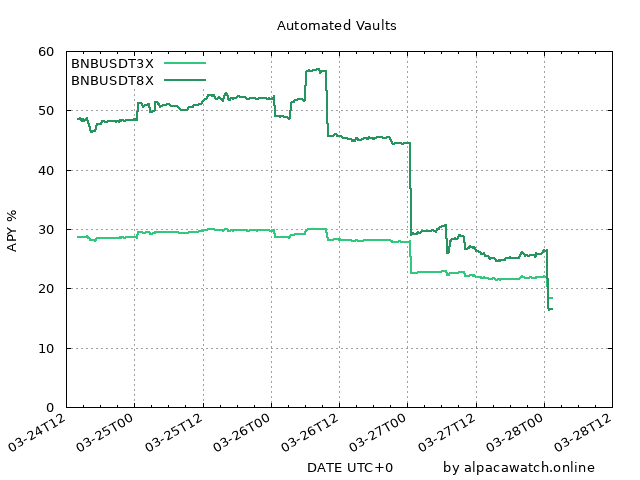 Automated Vaults
BNBUSDT3X
BNBUSDT8X
60
50
40
30
20
10
0
APY %
03-24T12
03-25T00
03-25T12
03-26T00
03-26T12
03-27T00
03-27T12
03-28T00
03-28T12
DATE UTC+0
by alpacawatch.online